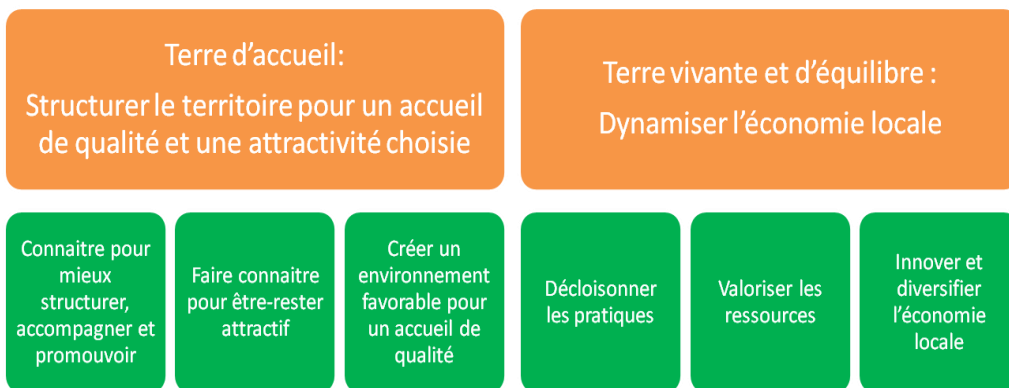 Terre d’accueil:
Structurer le territoire pour un accueil
de qualité et une attractivité choisie
Terre vivante et d’équilibre :
Dynamiser l’économie locale
Connaitre pour
mieux
structurer,
accompagner et
promouvoir
Faire connaitre
pour être-rester
attractif
Créer un
environnement
favorable pour
un accueil de
qualité
Décloisonner
les pratiques
Valoriser les
ressources
Innover et
diversifier
l’économie
locale